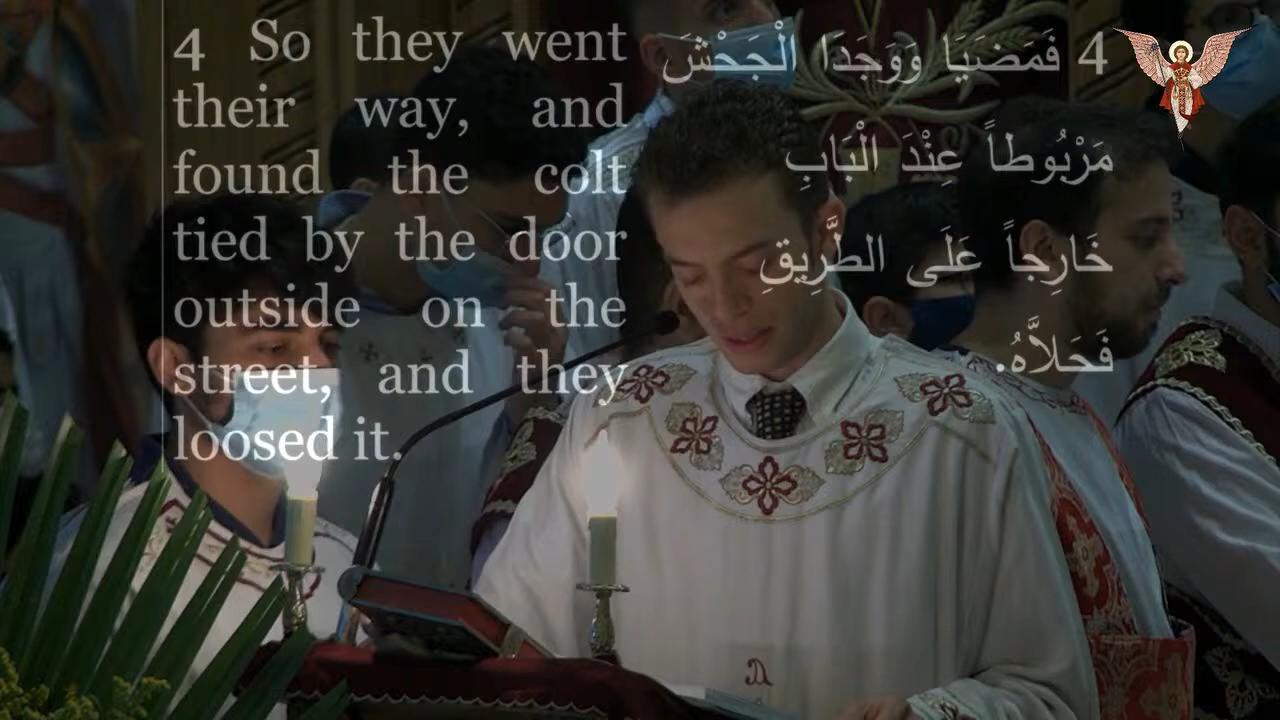 4 So they went
their way, and
found the colt
tied by the door
outside on the
street, and they
loosed it.
4 فَمَضَيَا وَوَجَدَا الْجَحْشَ
مَرْبُوطاً عِنْدَ الْبَابِ
خَارِجاً عَلَى الطَّرِيقِ
فَحَلاَّهُ.